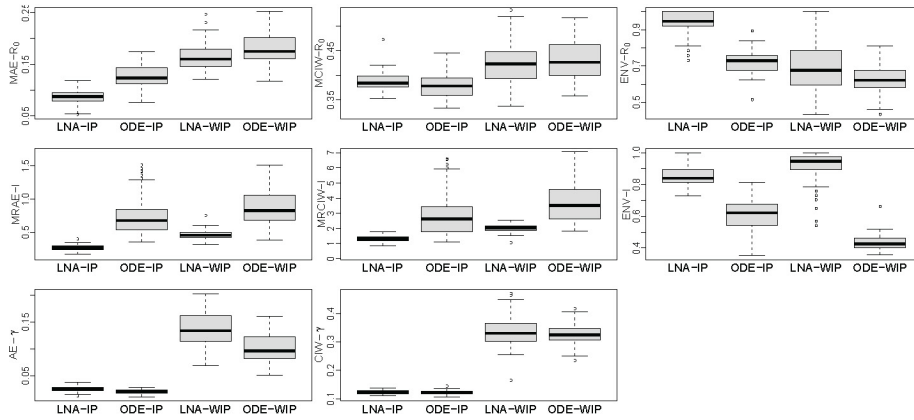 MAE-R₀
0.05 0.15 0.25
LNA-IP ODE-IP LNA-WIP ODE-WIP
MCIW-R₀
0.35 0.45
LNA-IP ODE-IP LNA-WIP ODE-WIP
ENV-R₀
0.5 0.7 0.9
LNA-IP ODE-IP LNA-WIP ODE-WIP
MRAE-I
0.5 1.0 1.5
LNA-IP ODE-IP LNA-WIP ODE-WIP
MRCIW-I
0 1 2 3 4 5 6 7
LNA-IP ODE-IP LNA-WIP ODE-WIP
ENV-I
0.4 0.6 0.8 1.0
LNA-IP ODE-IP LNA-WIP ODE-WIP
AE-γ
0.05 0.15
LNA-IP ODE-IP LNA-WIP ODE-WIP
CIW-γ
0.1 0.2 0.3 0.4
LNA-IP ODE-IP LNA-WIP ODE-WIP